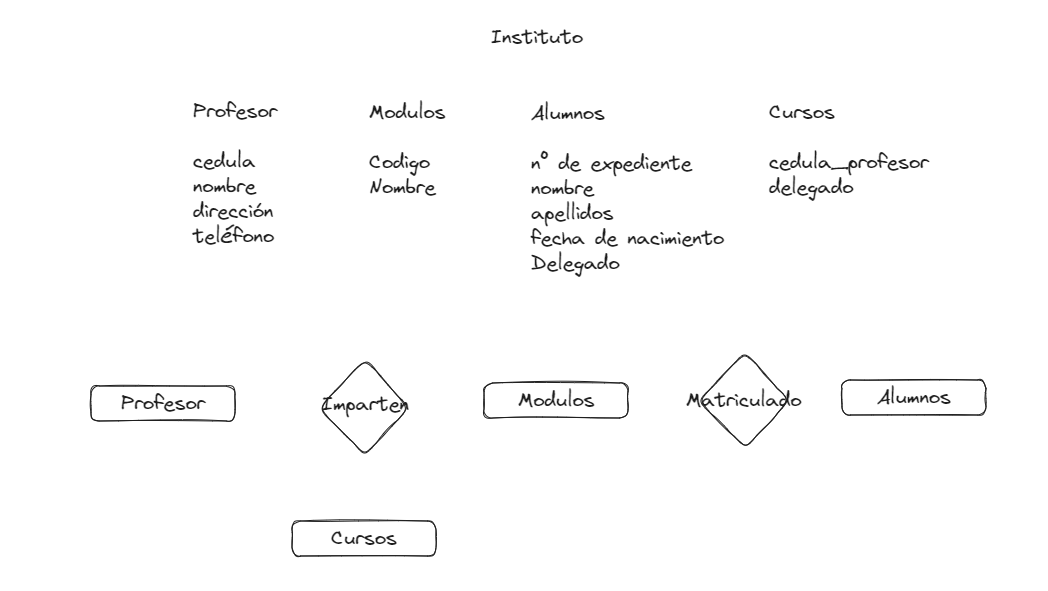 Instituto
Profesor
cedula
nombre
dirección
teléfono
Modulos
Codigo
Nombre
Alumnos
nº de expediente
nombre
apellidos
fecha de nacimiento
Delegado
Cursos
cedula_profesor
delegado
Profesor
Imparten
Modulos
Matriculado
Alumnos
Cursos